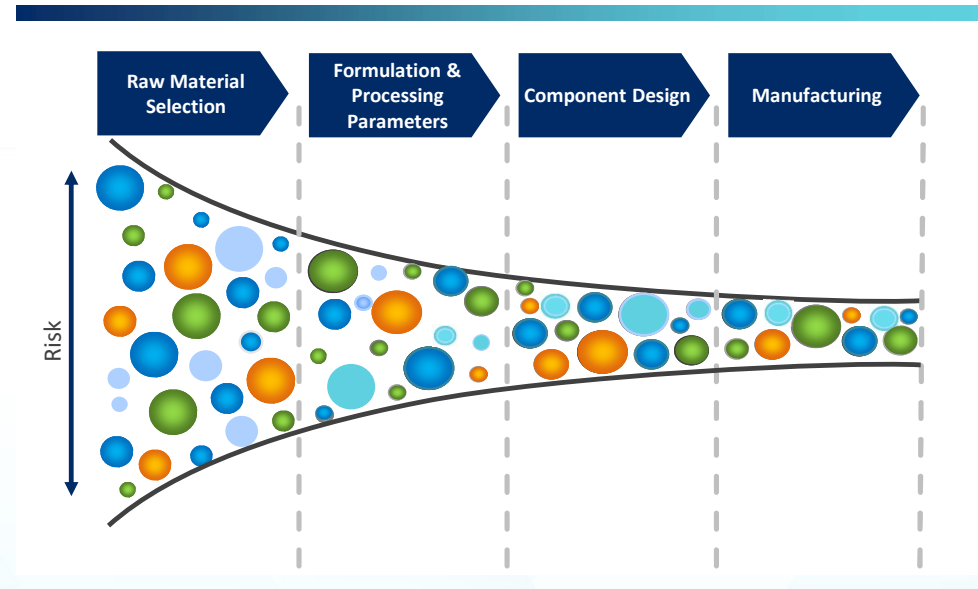 Raw Material
Selection
Formulation &
Processing
Parameters
Component Design
Manufacturing
Risk